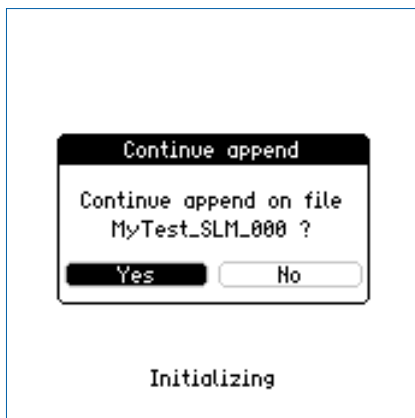 Continue append
Continue append on file
MyTest_SLM_000 ?
Yes No
Initializing